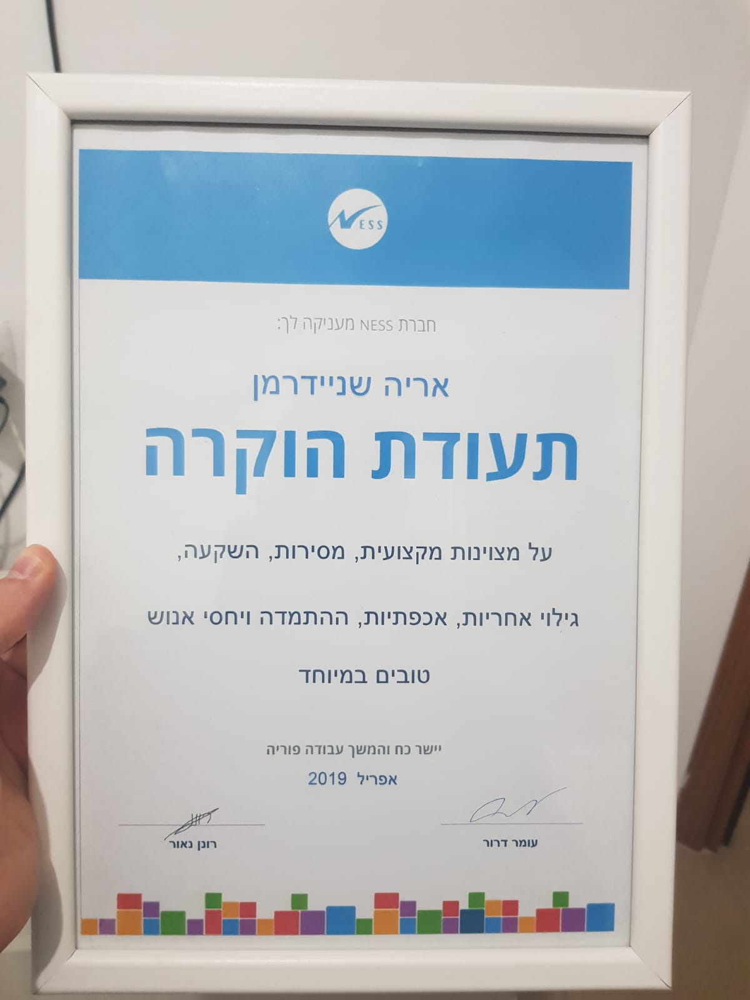 NESS
חברת NESS מעניקה לך:
אריה שניידרמן
תעודת הוקרה
על מצוינות מקצועית, מסירות, השקעה,
גילוי אחריות, אכפתיות, ההתמדה ויחסי אנוש
טובים במיוחד
יישר כח והמשך עבודה פוריה
אפריל 2019
עומר דרור
רונן נאור